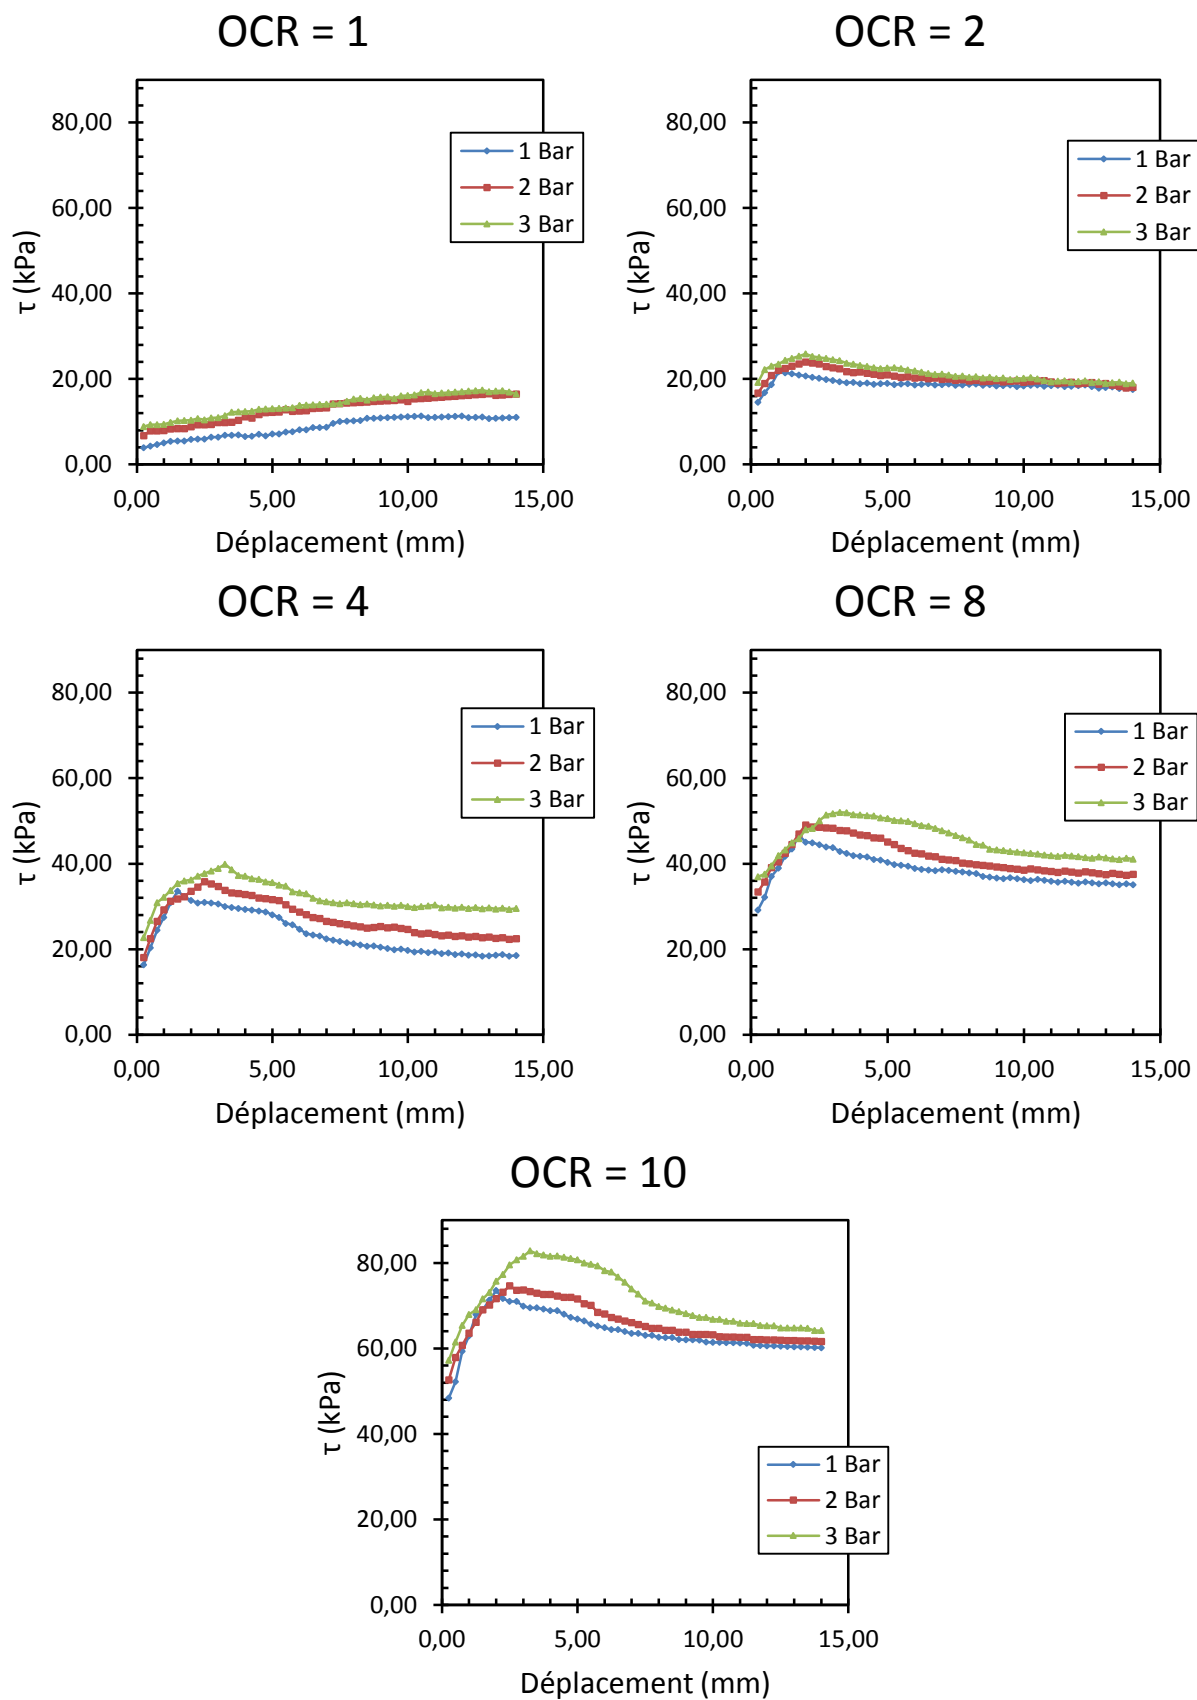 OCR = 1
80,00
60,00
40,00
20,00
0,00
τ (kPa)
0,00 5,00 10,00 15,00
Déplacement (mm)
1 Bar
2 Bar
3 Bar
OCR = 2
80,00
60,00
40,00
20,00
0,00
τ (kPa)
0,00 5,00 10,00 15,00
Déplacement (mm)
1 Bar
2 Bar
3 Bar
OCR = 4
80,00
60,00
40,00
20,00
0,00
τ (kPa)
0,00 5,00 10,00 15,00
Déplacement (mm)
1 Bar
2 Bar
3 Bar
OCR = 8
80,00
60,00
40,00
20,00
0,00
τ (kPa)
0,00 5,00 10,00 15,00
Déplacement (mm)
1 Bar
2 Bar
3 Bar
OCR = 10
80,00
60,00
40,00
20,00
0,00
τ (kPa)
0,00 5,00 10,00 15,00
Déplacement (mm)
1 Bar
2 Bar
3 Bar